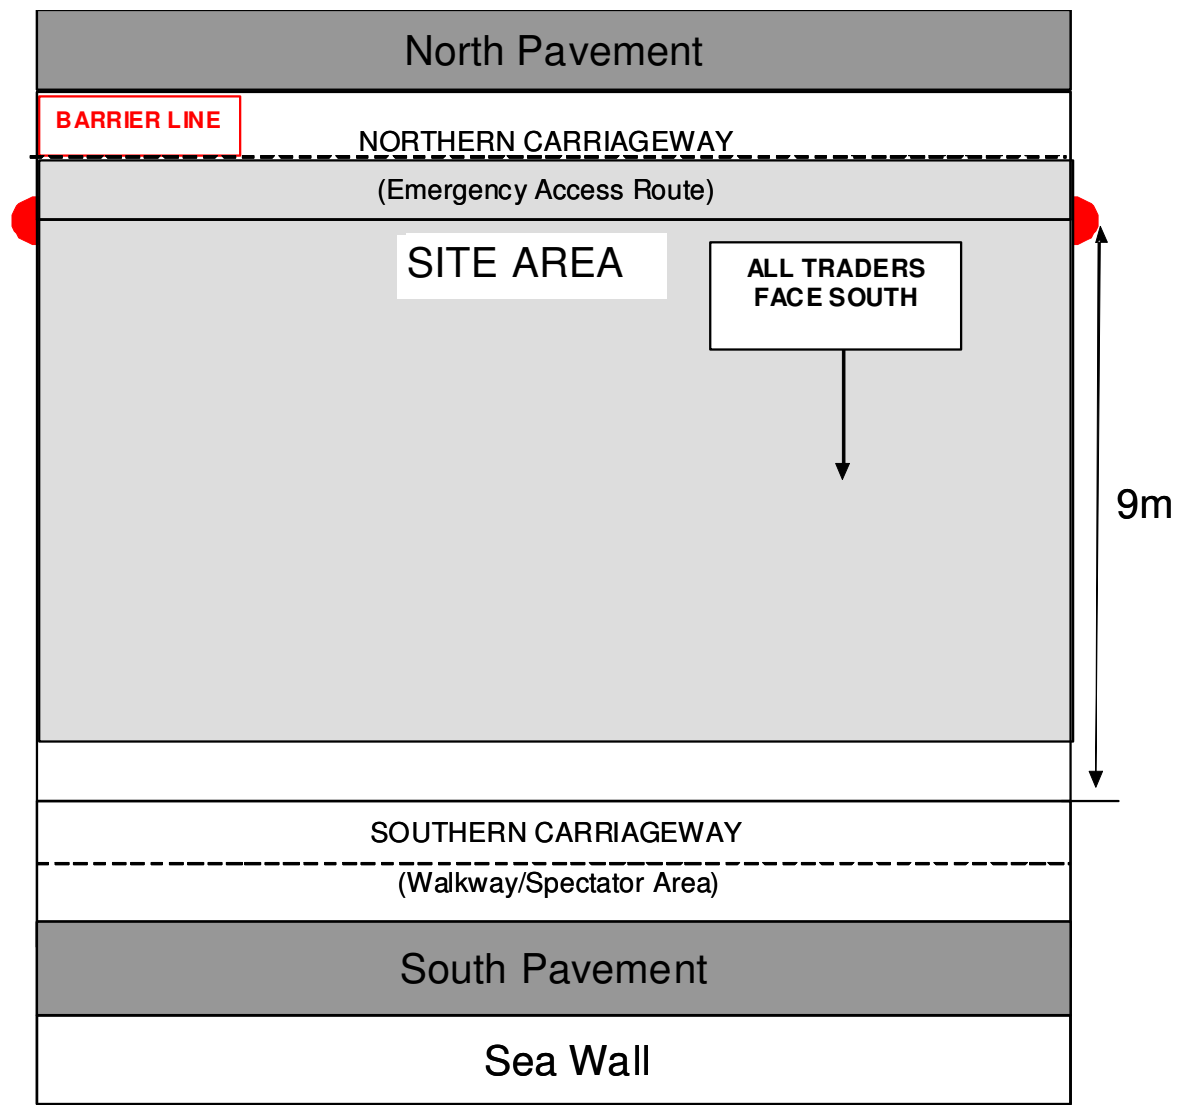 North Pavement
BARRIER LINE
NORTHERN CARRIAGEWAY
(Emergency Access Route)
SITE AREA
ALL TRADERS
FACE SOUTH
9m
SOUTHERN CARRIAGEWAY
(Walkway/Spectator Area)
South Pavement
Sea Wall